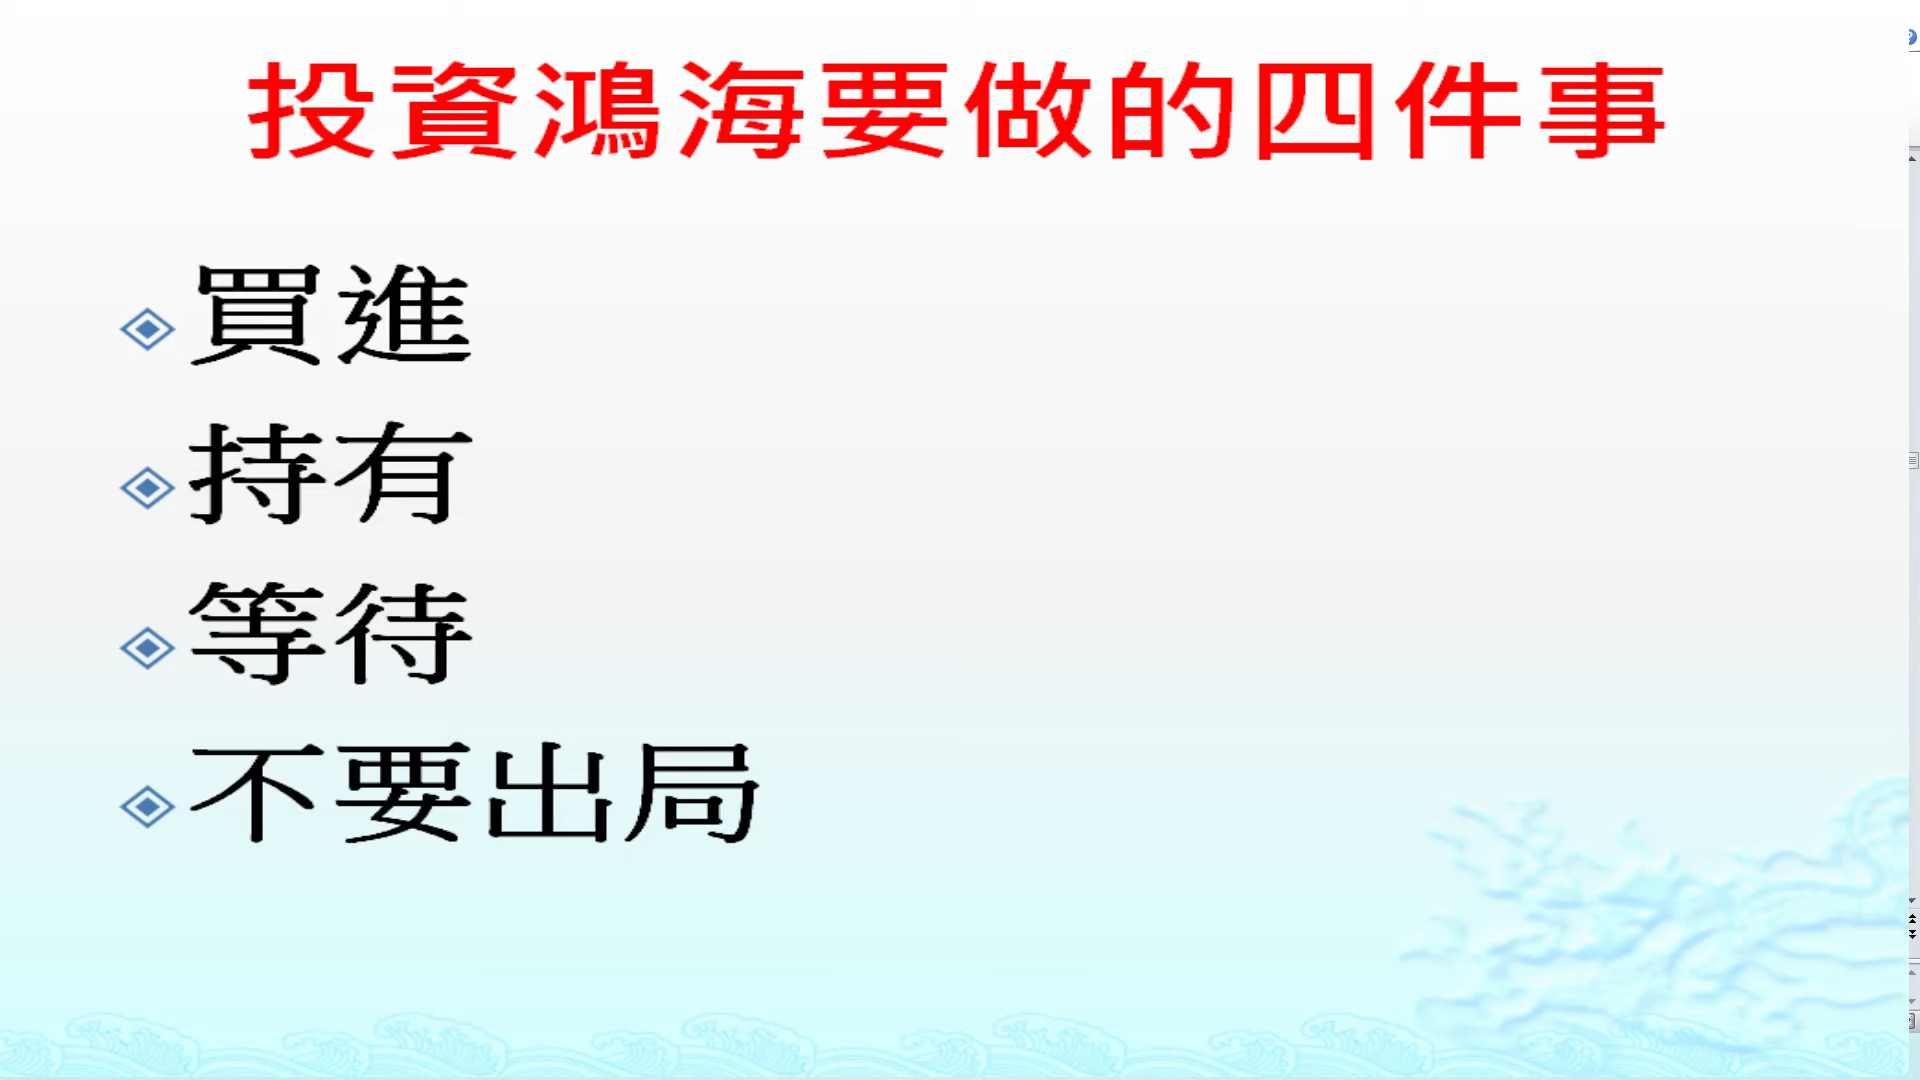 投資鴻海要做的四件事
買進
持有
等待
不要出局